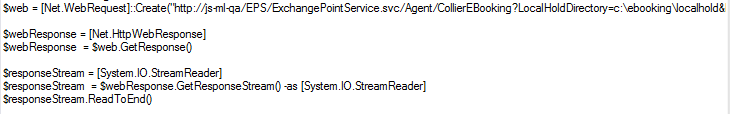 $web = [Net.WebRequest]::Create("http://js-ml-qa/EPS/ExchangePointService.svc/Agent/CollierEBooking?LocalHoldDirectory=c:\ebooking\localhold&
$webResponse = [Net.HttpWebResponse]
$webResponse  = $web.GetResponse()
$responseStream = [System.IO.StreamReader]
$responseStream  = $webResponse.GetResponseStream() -as [System.IO.StreamReader]
$responseStream.ReadToEnd()